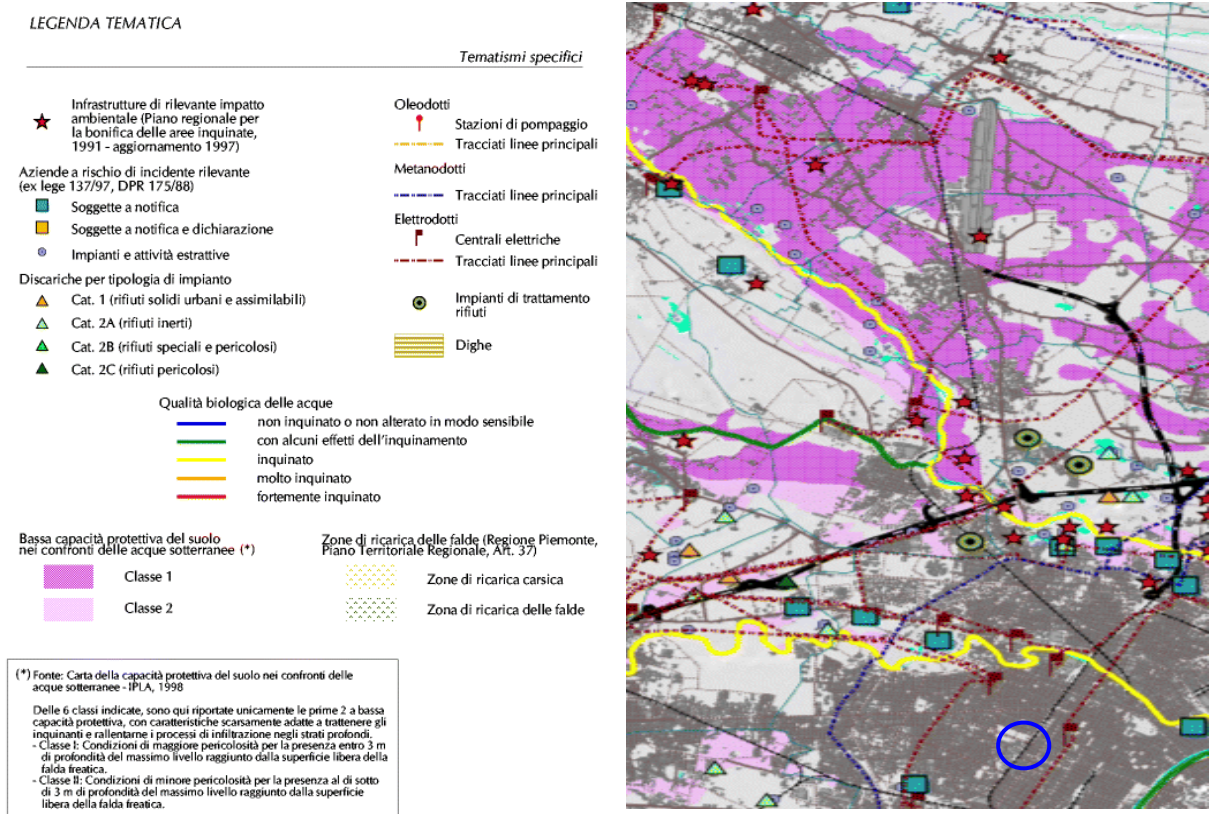 LEGENDA TEMATICA
Tematismi specifici
Infrastrutture di rilevante impatto
ambientale (Piano regionale per
la bonifica delle aree inquinate,
1991 - aggiornamento 1997)
Aziende a rischio di incidente rilevante
(ex lege 137/97, DPR 175/88)
Soggette a notifica
Soggette a notifica e dichiarazione
Impianti e attività estrattive
Discariche per tipologia di impianto
Cat. 1 (rifiuti solidi urbani e assimilabili)
Cat. 2A (rifiuti inerti)
Cat. 2B (rifiuti speciali e pericolosi)
Cat. 2C (rifiuti pericolosi)
Oleodotti
Stazioni di pompaggio
Tracciati linee principali
Metanodotti
Tracciati linee principali
Elettrodotti
Centrali elettriche
Tracciati linee principali
Impianti di trattamento
rifiuti
Dighe
Qualità biologica delle acque
non inquinato o non alterato in modo sensibile
con alcuni effetti dell'inquinamento
inquinato
molto inquinato
fortemente inquinato
Bassa capacità protettiva del suolo
nei confronti delle acque sotterranee (*)
Classe 1
Classe 2
Zone di ricarica delle falde (Regione Piemonte,
Piano Territoriale Regionale, Art. 37)
Zone di ricarica carsica
Zona di ricarica delle falde
(*) Fonte: Carta della capacità protettiva del suolo nei confronti delle
acque sotterranee - IPLA, 1998
Delle 6 classi indicate, sono qui riportate unicamente le prime 2 a bassa
capacità protettiva, con caratteristiche scarsamente adatte a trattenere gli
inquinanti e rallentarne i processi di infiltrazione negli strati profondi.
- Classe I: Condizioni di maggiore pericolosità per la presenza entro 3 m
di profondità del massimo livello raggiunto dalla superficie libera della
falda freatica.
- Classe II: Condizioni di minore pericolosità per la presenza al di sotto
di 3 m di profondità del massimo livello raggiunto dalla superficie
libera della falda freatica.